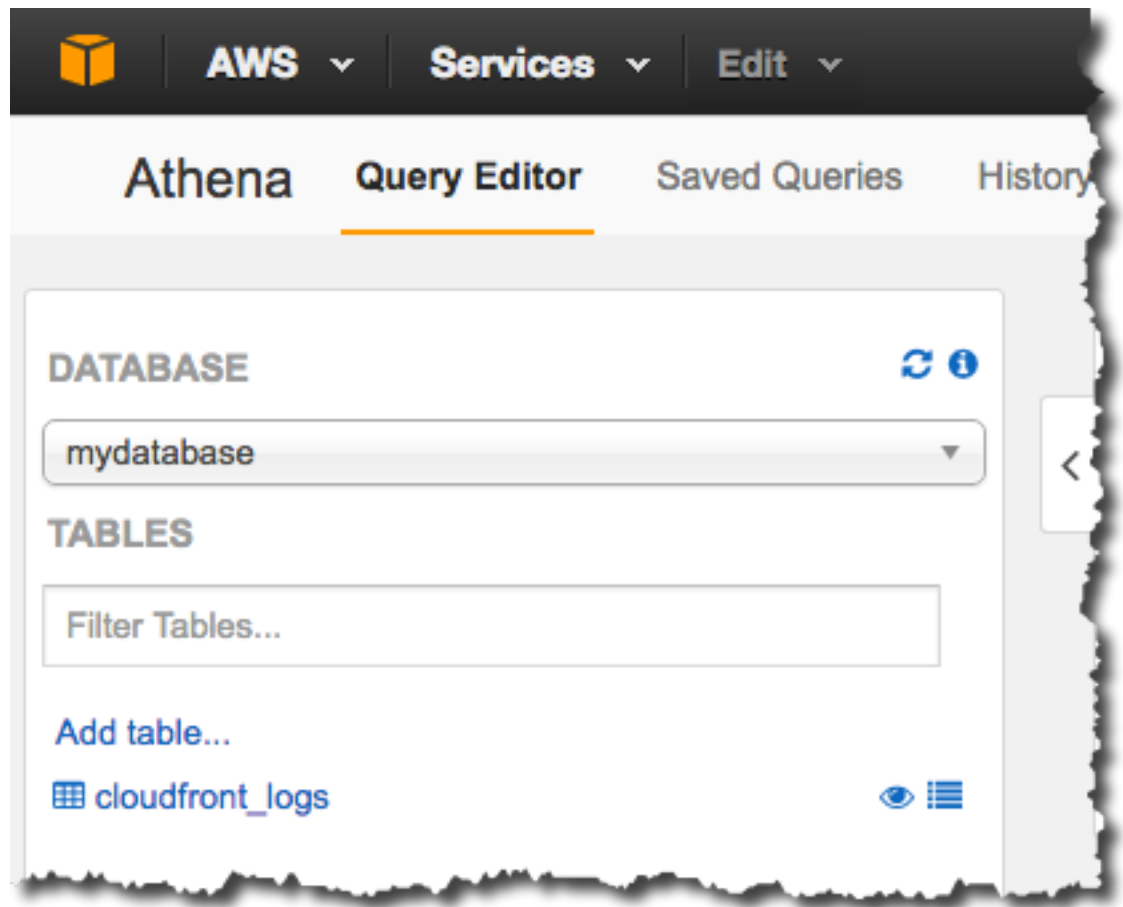 AWS Services Edit
Athena Query Editor Saved Queries History
DATABASE
mydatabase
TABLES
Filter Tables...
Add table...
cloudfront_logs